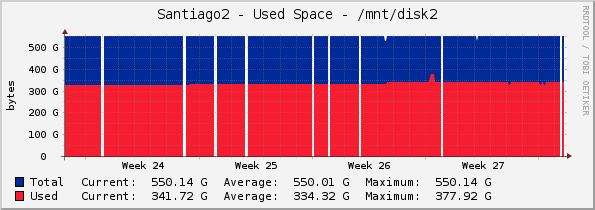 Santiago2 - Used Space - /mnt/disk2
RRDTOOL / TOBI OETIKER
bytes
500 G
400 G
300 G
200 G
100 G
0
Week 24 Week 25 Week 26 Week 27
Total Current: 550.14 G Average: 550.01 G Maximum: 550.14 G
Used Current: 341.72 G Average: 334.32 G Maximum: 377.92 G